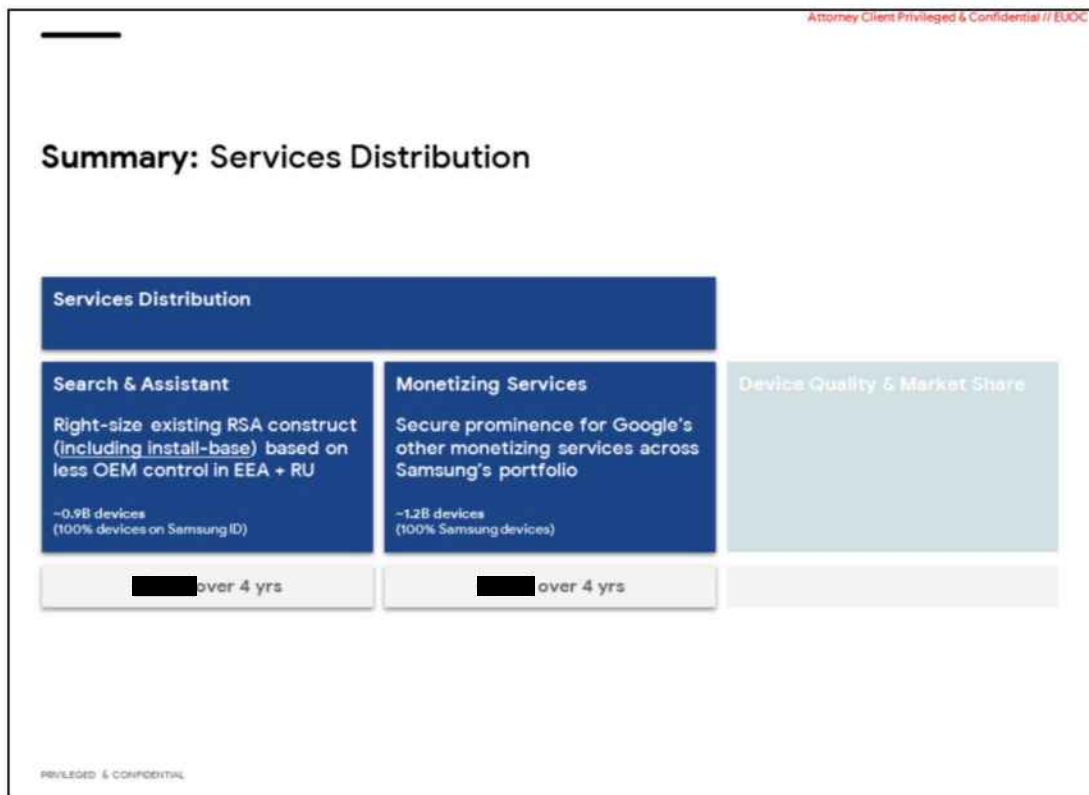 Attorney Client Privileged & Confidential // EUOC
Summary: Services Distribution
Services Distribution
Search & Assistant
Right-size existing RSA construct
(including install-base) based on
less OEM control in EEA + RU
~0.9B devices
(100% devices on Samsung ID)
over 4 yrs
Monetizing Services
Secure prominence for Google's
other monetizing services across
Samsung's portfolio
~1.2B devices
(100% Samsung devices)
over 4 yrs
Device Quality & Market Share
PRIVILEGED & CONFIDENTIAL